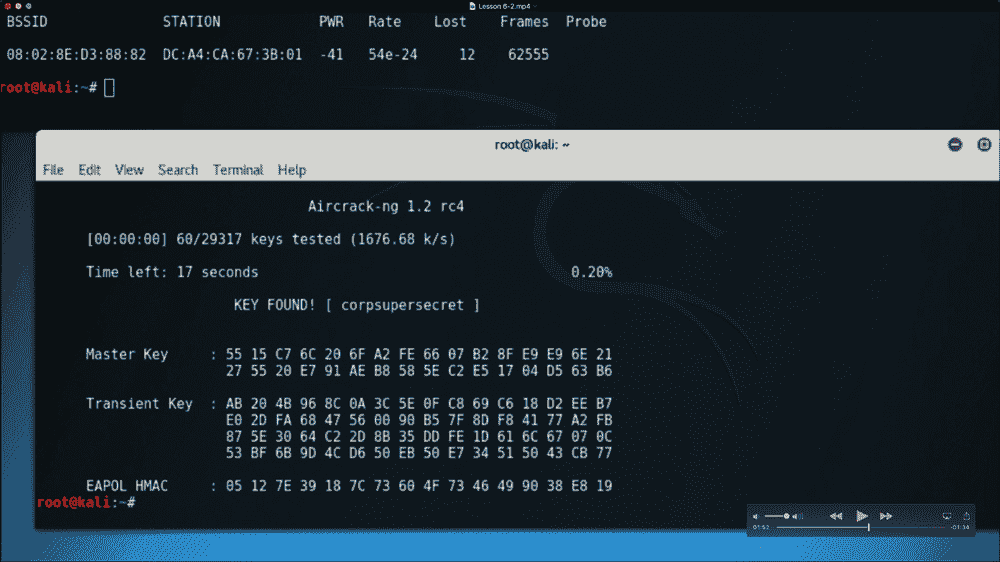 Lesson 6-2.mp4
BSSID STATION PWR Rate Lost Frames Probe
08:02:8E:D3:88:82 DC:A4:CA:67:3B:01 -41 54e-24 12 62555
root@kali:~#
root@kali: ~
File Edit View Search Terminal Help
Aircrack-ng 1.2 rc4
[00:00:00] 60/29317 keys tested (1676.68 k/s)
Time left: 17 seconds 0.20%
KEY FOUND! [ corpsupersecret ]
Master Key : 55 15 C7 6C 20 6F A2 FE 66 07 B2 8F E9 E9 6E 21
27 55 20 E7 91 AE B8 58 5E C2 E5 17 04 D5 63 B6
Transient Key : AB 20 4B 96 8C 0A 3C 5E 0F C8 69 C6 18 D2 EE B7
E0 2D FA 68 47 56 00 90 B5 7F 8D F8 41 77 A2 FB
87 5E 30 64 C2 2D 8B 35 DD FE 1D 61 6C 67 07 0C
53 BF 6B 9D 4C D6 50 EB 50 E7 34 51 50 43 CB 77
EAPOL HMAC : 05 12 7E 39 18 7C 73 60 4F 73 46 49 90 38 E8 19
root@kali:~#
01:52 -01:34